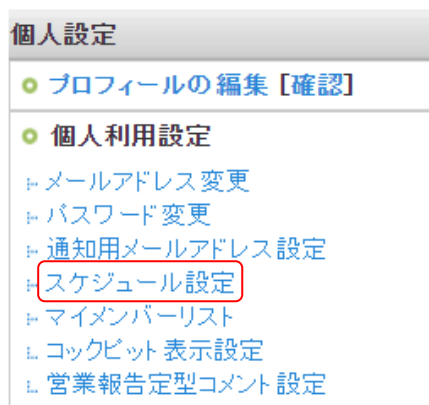 個人設定
プロフィールの編集 [確認]
個人利用設定
メールアドレス変更
パスワード変更
通知用メールアドレス設定
スケジュール設定
マイメンバーリスト
コックピット表示設定
営業報告定型コメント設定